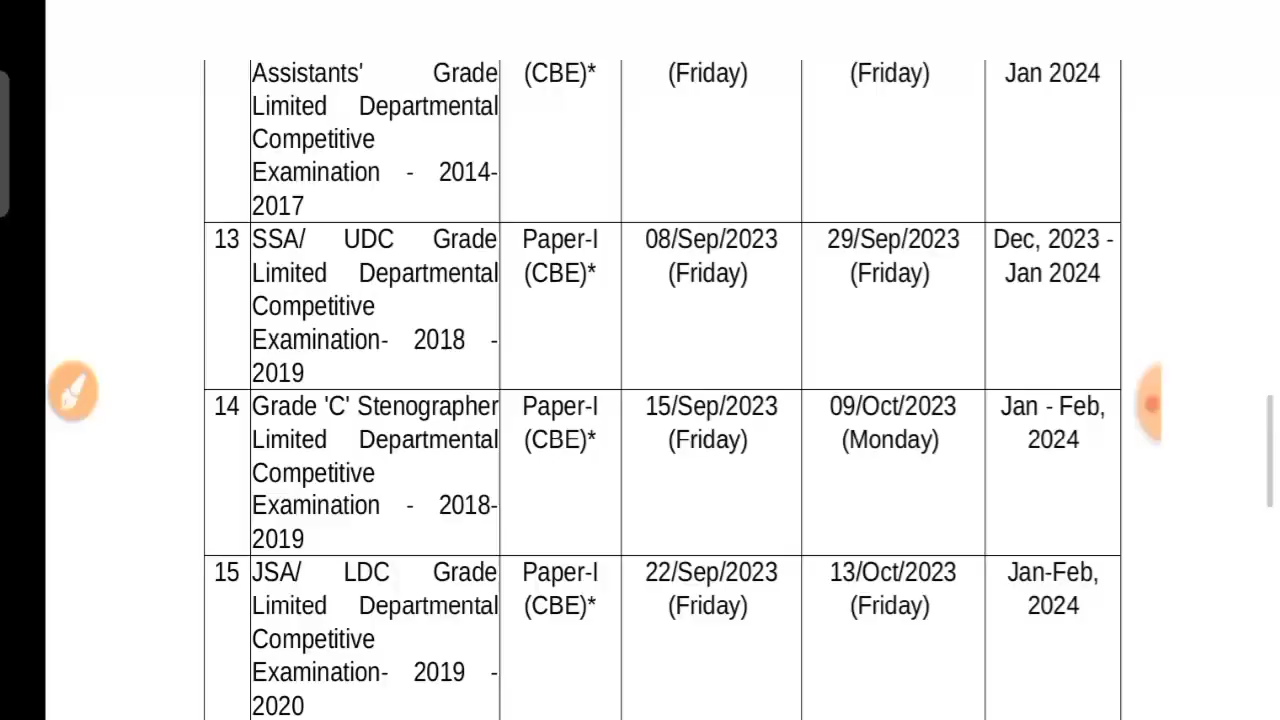 Assistants' Grade (CBE)* (Friday) (Friday) Jan 2024
Limited Departmental
Competitive
Examination - 2014-
2017
13 SSA/ UDC Grade Paper-I 08/Sep/2023 29/Sep/2023 Dec, 2023 -
Limited Departmental (CBE)* (Friday) (Friday) Jan 2024
Competitive
Examination- 2018 -
2019
14 Grade 'C' Stenographer Paper-I 15/Sep/2023 09/Oct/2023 Jan - Feb,
Limited Departmental (CBE)* (Friday) (Monday) 2024
Competitive
Examination - 2018-
2019
15 JSA/ LDC Grade Paper-I 22/Sep/2023 13/Oct/2023 Jan-Feb,
Limited Departmental (CBE)* (Friday) (Friday) 2024
Competitive
Examination- 2019 -
2020